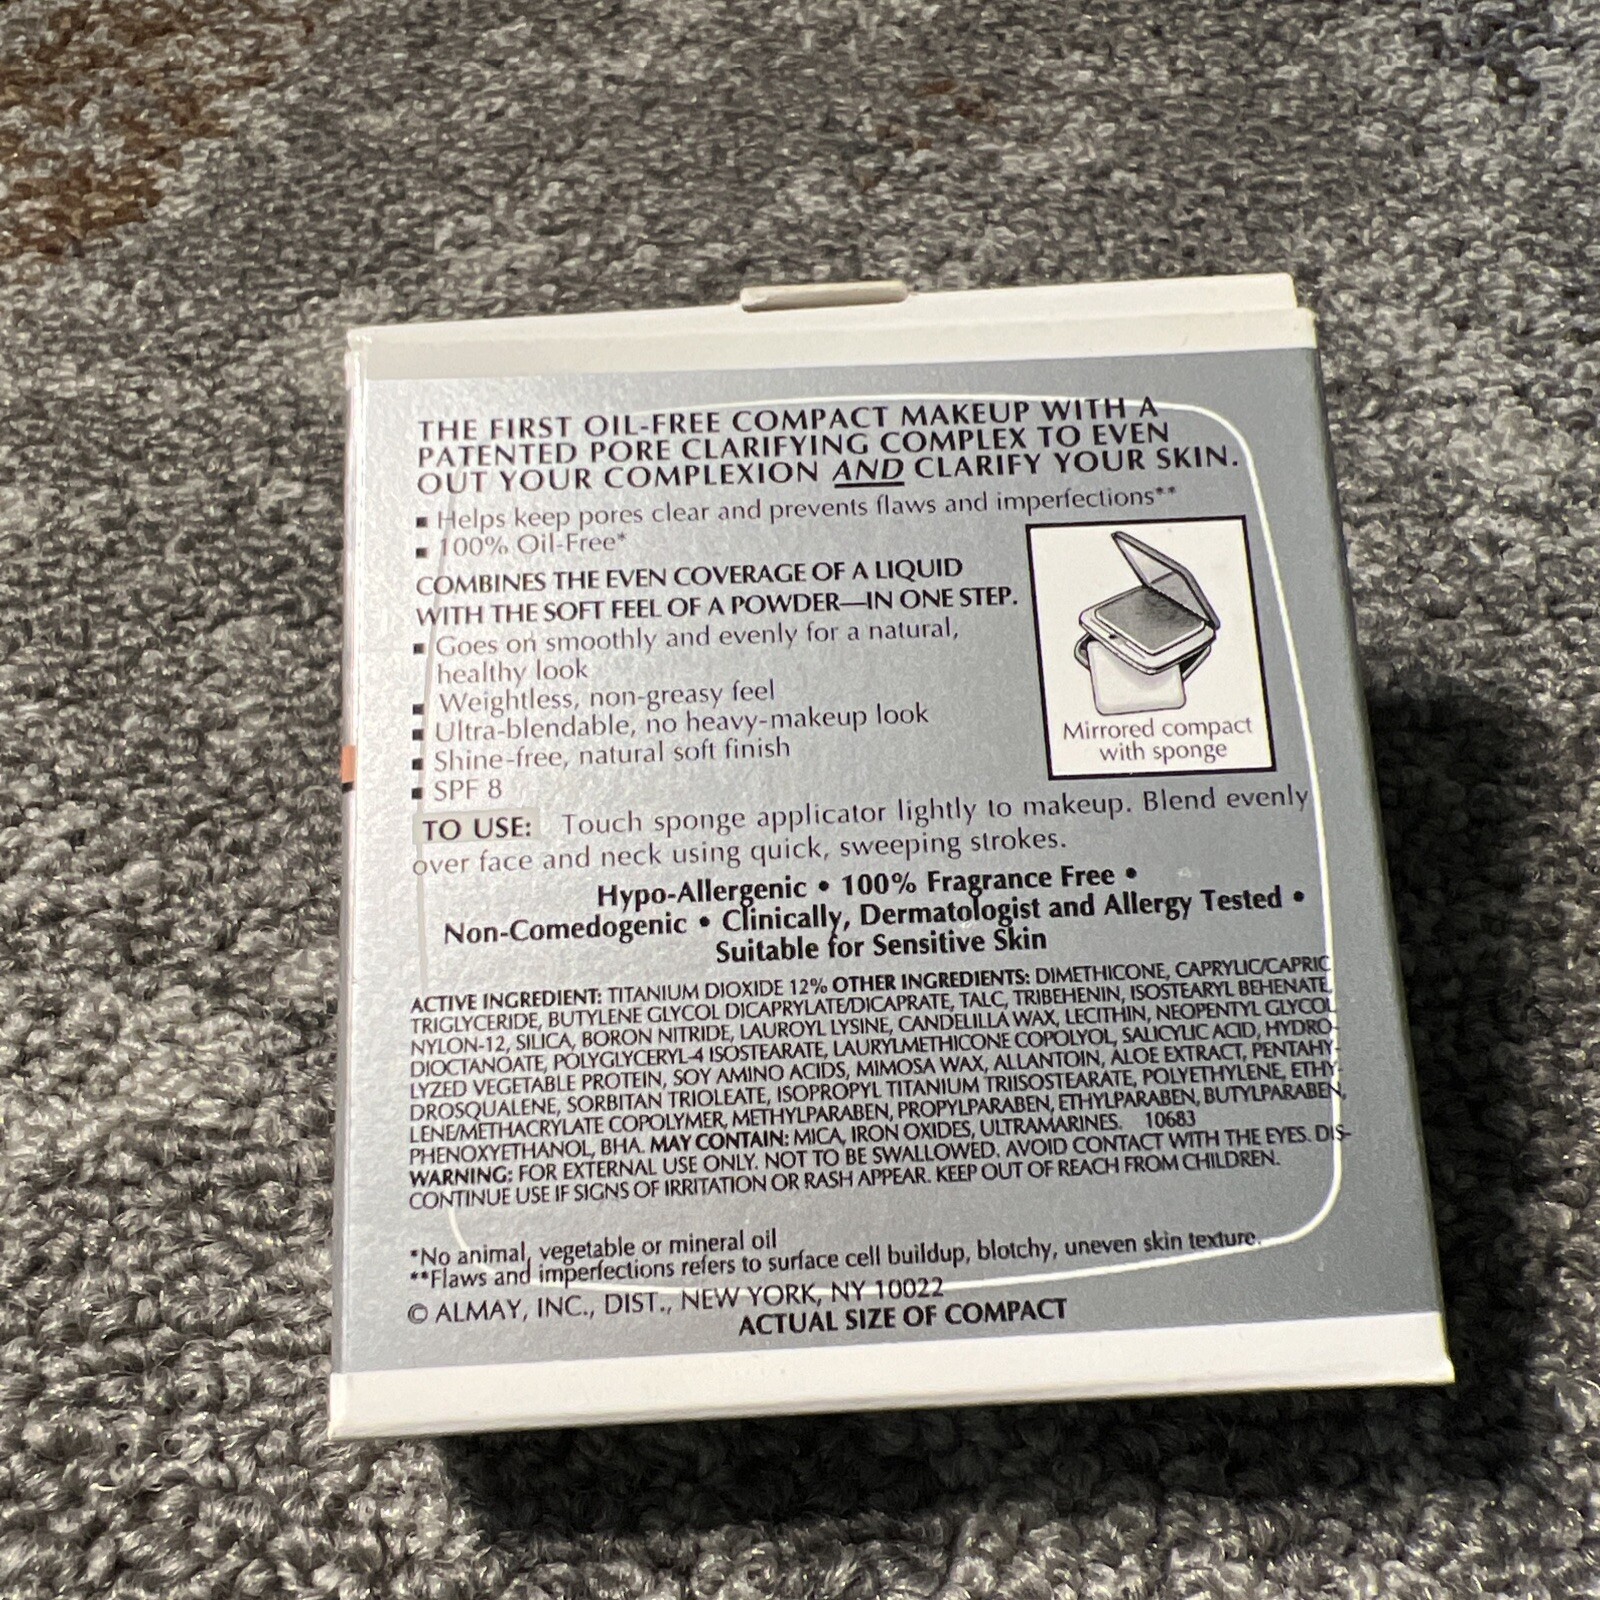 THE FIRST OIL-FREE COMPACT MAKEUP WITH A
PATENTED PORE CLARIFYING COMPLEX TO EVEN
OUT YOUR COMPLEXION AND CLARIFY YOUR SKIN.
▪ Helps keep pores clear and prevents flaws and imperfections**
▪ 100% Oil-Free*
COMBINES THE EVEN COVERAGE OF A LIQUID
WITH THE SOFT FEEL OF A POWDER—IN ONE STEP.
▪ Goes on smoothly and evenly for a natural,
healthy look
▪ Weightless, non-greasy feel
▪ Ultra-blendable, no heavy-makeup look
▪ Shine-free, natural soft finish
▪ SPF 8
Mirrored compact
with sponge
TO USE: Touch sponge applicator lightly to makeup. Blend evenly
over face and neck using quick, sweeping strokes.
Hypo-Allergenic • 100% Fragrance Free •
Non-Comedogenic • Clinically, Dermatologist and Allergy Tested •
Suitable for Sensitive Skin
ACTIVE INGREDIENT: TITANIUM DIOXIDE 12% OTHER INGREDIENTS: DIMETHICONE, CAPRYLIC/CAPRIC
TRIGLYCERIDE, BUTYLENE GLYCOL DICAPRYLATE/DICAPRATE, TALC, TRIBEHENIN, ISOSTEARYL BEHENATE,
NYLON-12, SILICA, BORON NITRIDE, LAUROYL LYSINE, CANDELILLA WAX, LECITHIN, NEOPENTYL GLYCOL
DIOCTANOATE, POLYGLYCERYL-4 ISOSTEARATE, LAURYLMETHICONE COPOLYOL, SALICYLIC ACID, HYDRO-
LYZED VEGETABLE PROTEIN, SOY AMINO ACIDS, MIMOSA WAX, ALLANTOIN, ALOE EXTRACT, PENTAHY-
DROSQUALENE, SORBITAN TRIOLEATE, ISOPROPYL TITANIUM TRIISOSTEARATE, POLYETHYLENE, ETHY-
LENE/METHACRYLATE COPOLYMER, METHYLPARABEN, PROPYLPARABEN, ETHYLPARABEN, BUTYLPARABEN,
PHENOXYETHANOL, BHA. MAY CONTAIN: MICA, IRON OXIDES, ULTRAMARINES. 10683
WARNING: FOR EXTERNAL USE ONLY. NOT TO BE SWALLOWED. AVOID CONTACT WITH THE EYES. DIS-
CONTINUE USE IF SIGNS OF IRRITATION OR RASH APPEAR. KEEP OUT OF REACH FROM CHILDREN.
*No animal, vegetable or mineral oil
**Flaws and imperfections refers to surface cell buildup, blotchy, uneven skin texture.
© ALMAY, INC., DIST., NEW YORK, NY 10022
ACTUAL SIZE OF COMPACT